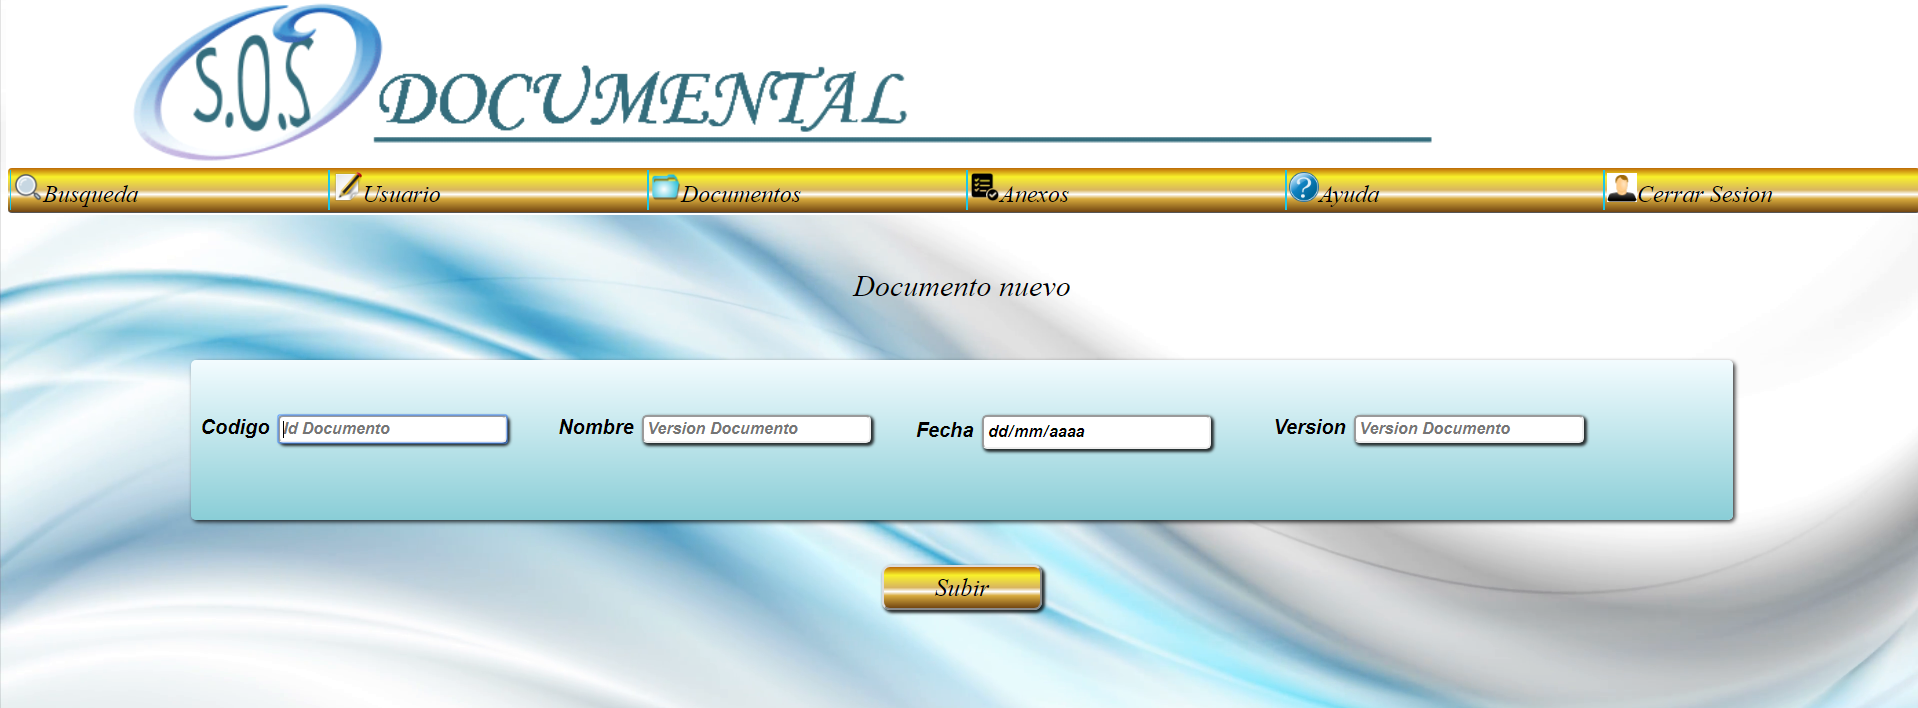 S.O.S DOCUMENTAL
Busqueda Usuario Documentos Anexos Ayuda Cerrar Sesion
Documento nuevo
Codigo Id Documento Nombre Version Documento Fecha dd/mm/aaaa Version Version Documento
Subir